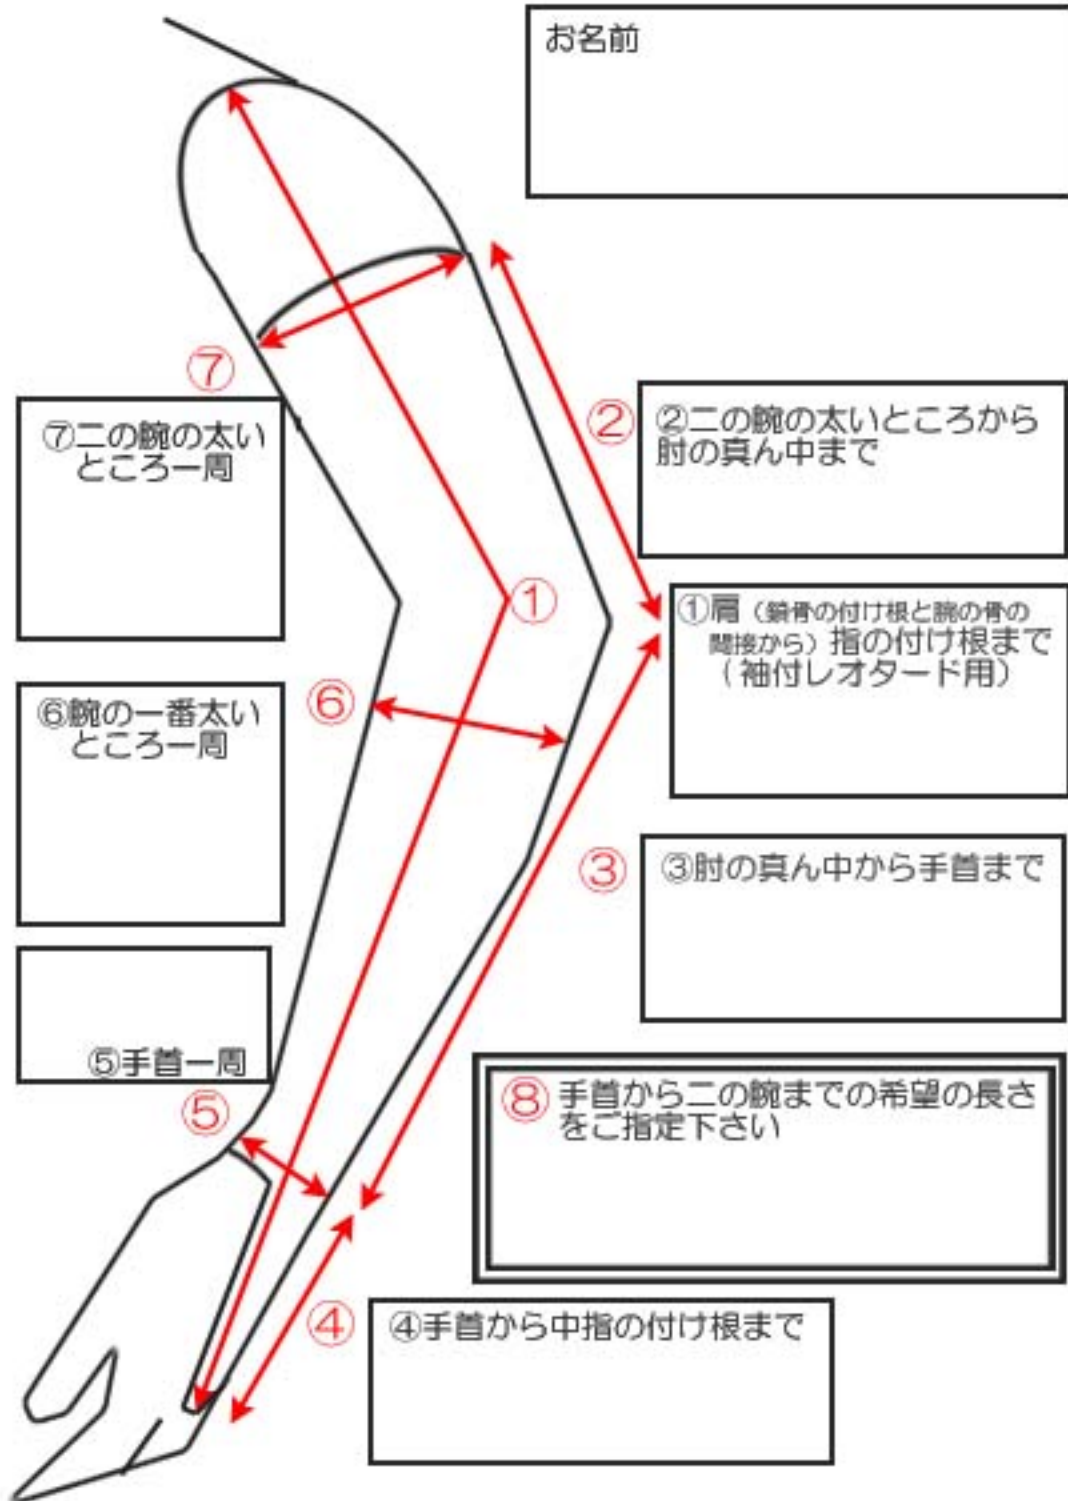 お名前
⑦
②
②二の腕の太いところから
肘の真ん中まで
⑦二の腕の太い
ところ一周
①
①肩（鎖骨の付け根と腕の骨の
間接から）指の付け根まで
（袖付レオタード用）
⑥
⑥腕の一番太い
ところ一周
③
③肘の真ん中から手首まで
⑤手首一周
⑤
⑧ 手首から二の腕までの希望の長さ
をご指定下さい
④
④手首から中指の付け根まで